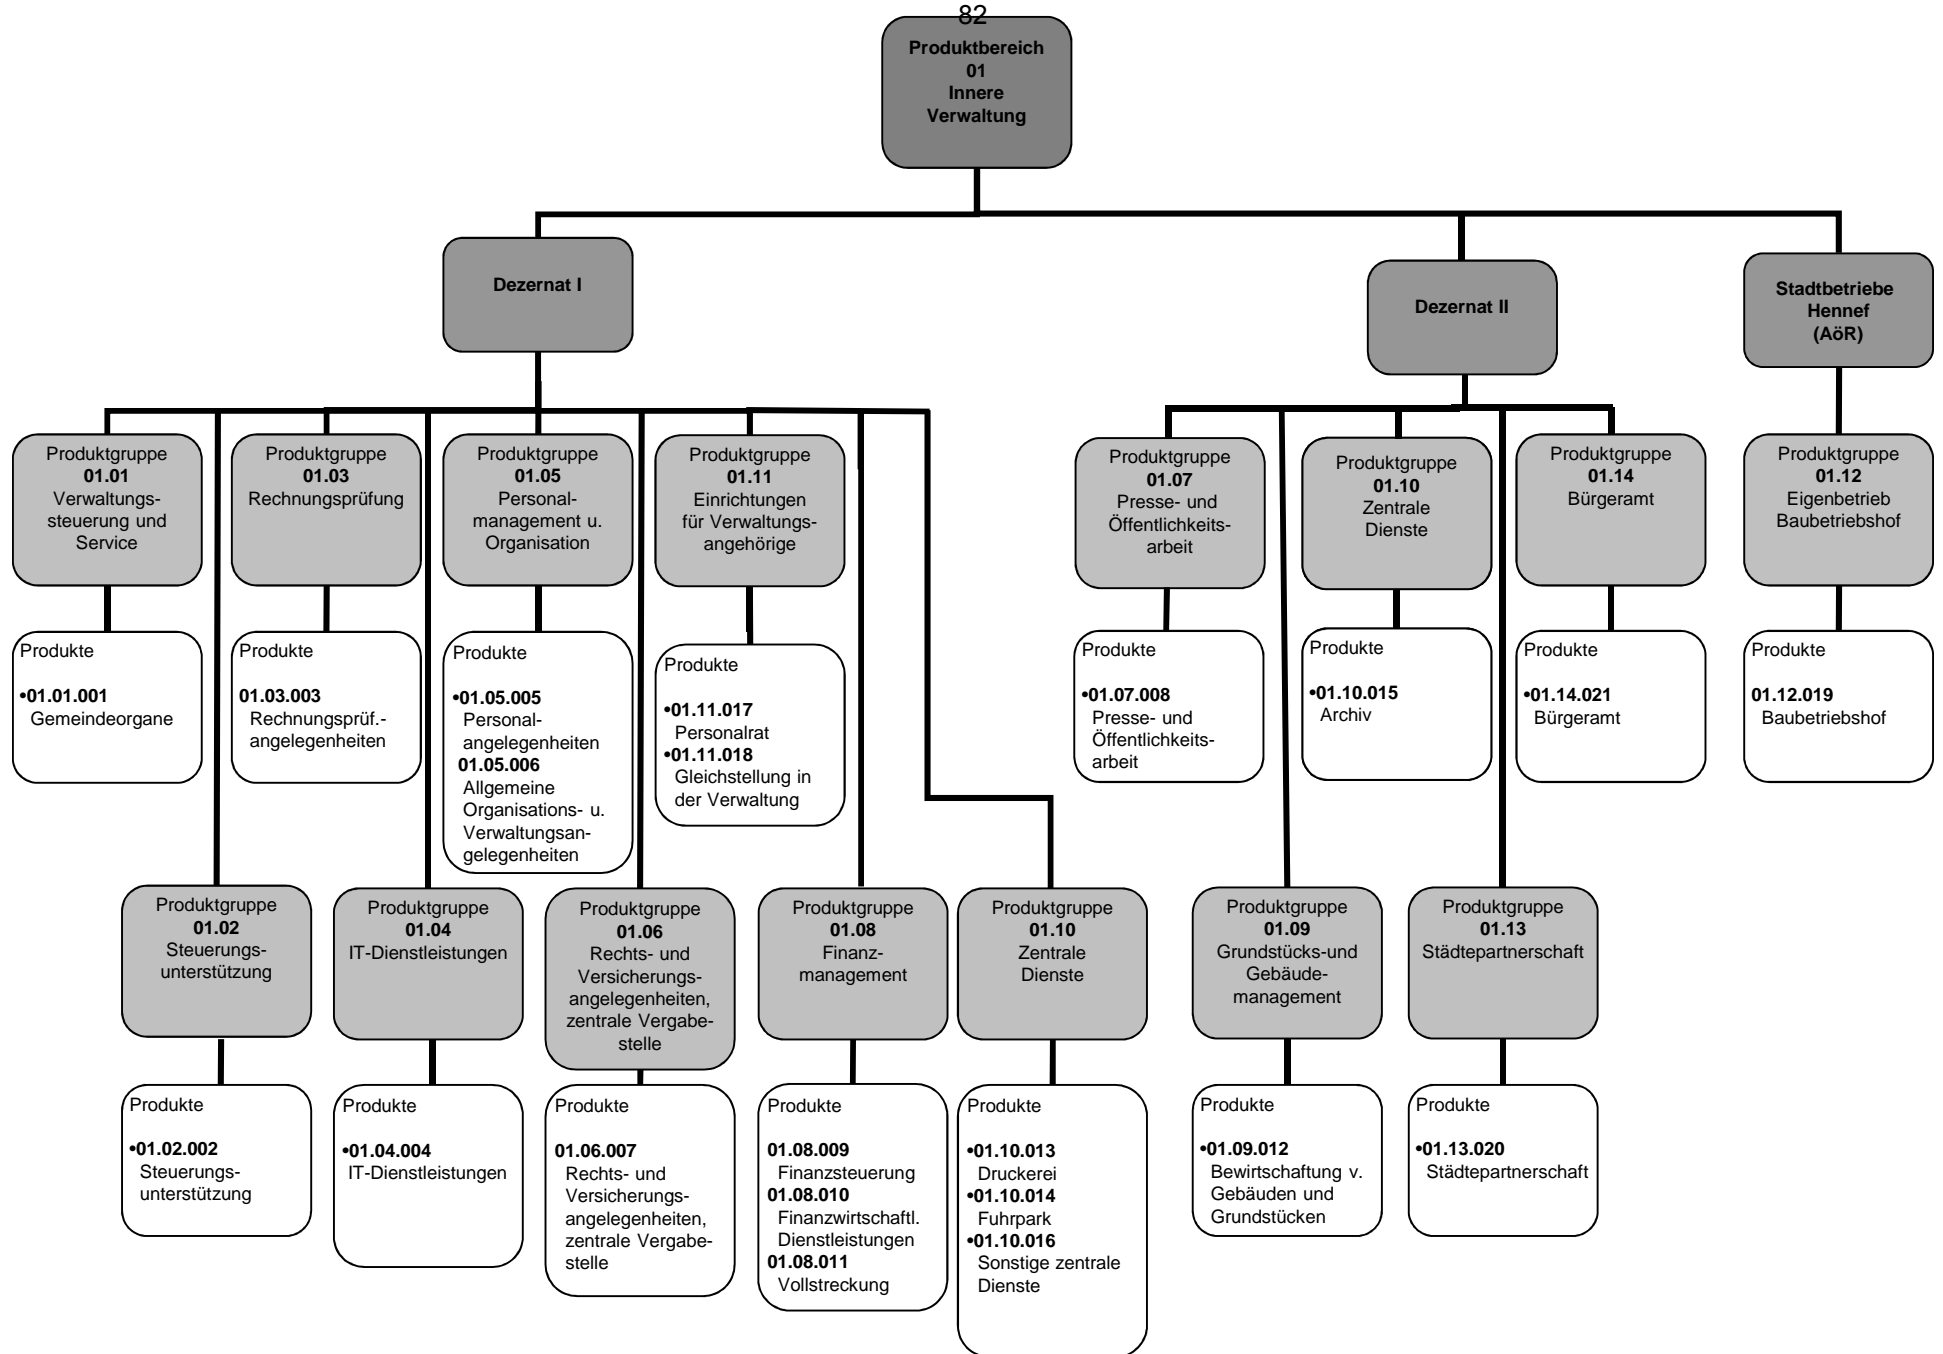 82
Produktbereich
01
Innere
Verwaltung
Dezernat I
Dezernat II
Stadtbetriebe
Hennef
(AöR)
Produktgruppe
01.01
Verwaltungs-
steuerung und
Service
Produktgruppe
01.03
Rechnungsprüfung
Produktgruppe
01.05
Personal-
management u.
Organisation
Produktgruppe
01.11
Einrichtungen
für Verwaltungs-
angehörige
Produktgruppe
01.07
Presse- und
Öffentlichkeits-
arbeit
Produktgruppe
01.10
Zentrale
Dienste
Produktgruppe
01.14
Bürgeramt
Produktgruppe
01.12
Eigenbetrieb
Baubetriebshof
Produkte
•01.01.001
Gemeindeorgane
Produkte
01.03.003
Rechnungsprüf.-
angelegenheiten
Produkte
•01.05.005
Personal-
angelegenheiten
01.05.006
Allgemeine
Organisations- u.
Verwaltungsan-
gelegenheiten
Produkte
•01.11.017
Personalrat
•01.11.018
Gleichstellung in
der Verwaltung
Produkte
•01.07.008
Presse- und
Öffentlichkeits-
arbeit
Produkte
•01.10.015
Archiv
Produkte
•01.14.021
Bürgeramt
Produkte
01.12.019
Baubetriebshof
Produktgruppe
01.02
Steuerungs-
unterstützung
Produktgruppe
01.04
IT-Dienstleistungen
Produktgruppe
01.06
Rechts- und
Versicherungs-
angelegenheiten,
zentrale Vergabe-
stelle
Produktgruppe
01.08
Finanz-
management
Produktgruppe
01.10
Zentrale
Dienste
Produktgruppe
01.09
Grundstücks-und
Gebäude-
management
Produktgruppe
01.13
Städtepartnerschaft
Produkte
•01.02.002
Steuerungs-
unterstützung
Produkte
•01.04.004
IT-Dienstleistungen
Produkte
01.06.007
Rechts- und
Versicherungs-
angelegenheiten,
zentrale Vergabe-
stelle
Produkte
01.08.009
Finanzsteuerung
01.08.010
Finanzwirtschaftl.
Dienstleistungen
01.08.011
Vollstreckung
Produkte
•01.10.013
Druckerei
•01.10.014
Fuhrpark
•01.10.016
Sonstige zentrale
Dienste
Produkte
•01.09.012
Bewirtschaftung v.
Gebäuden und
Grundstücken
Produkte
•01.13.020
Städtepartnerschaft